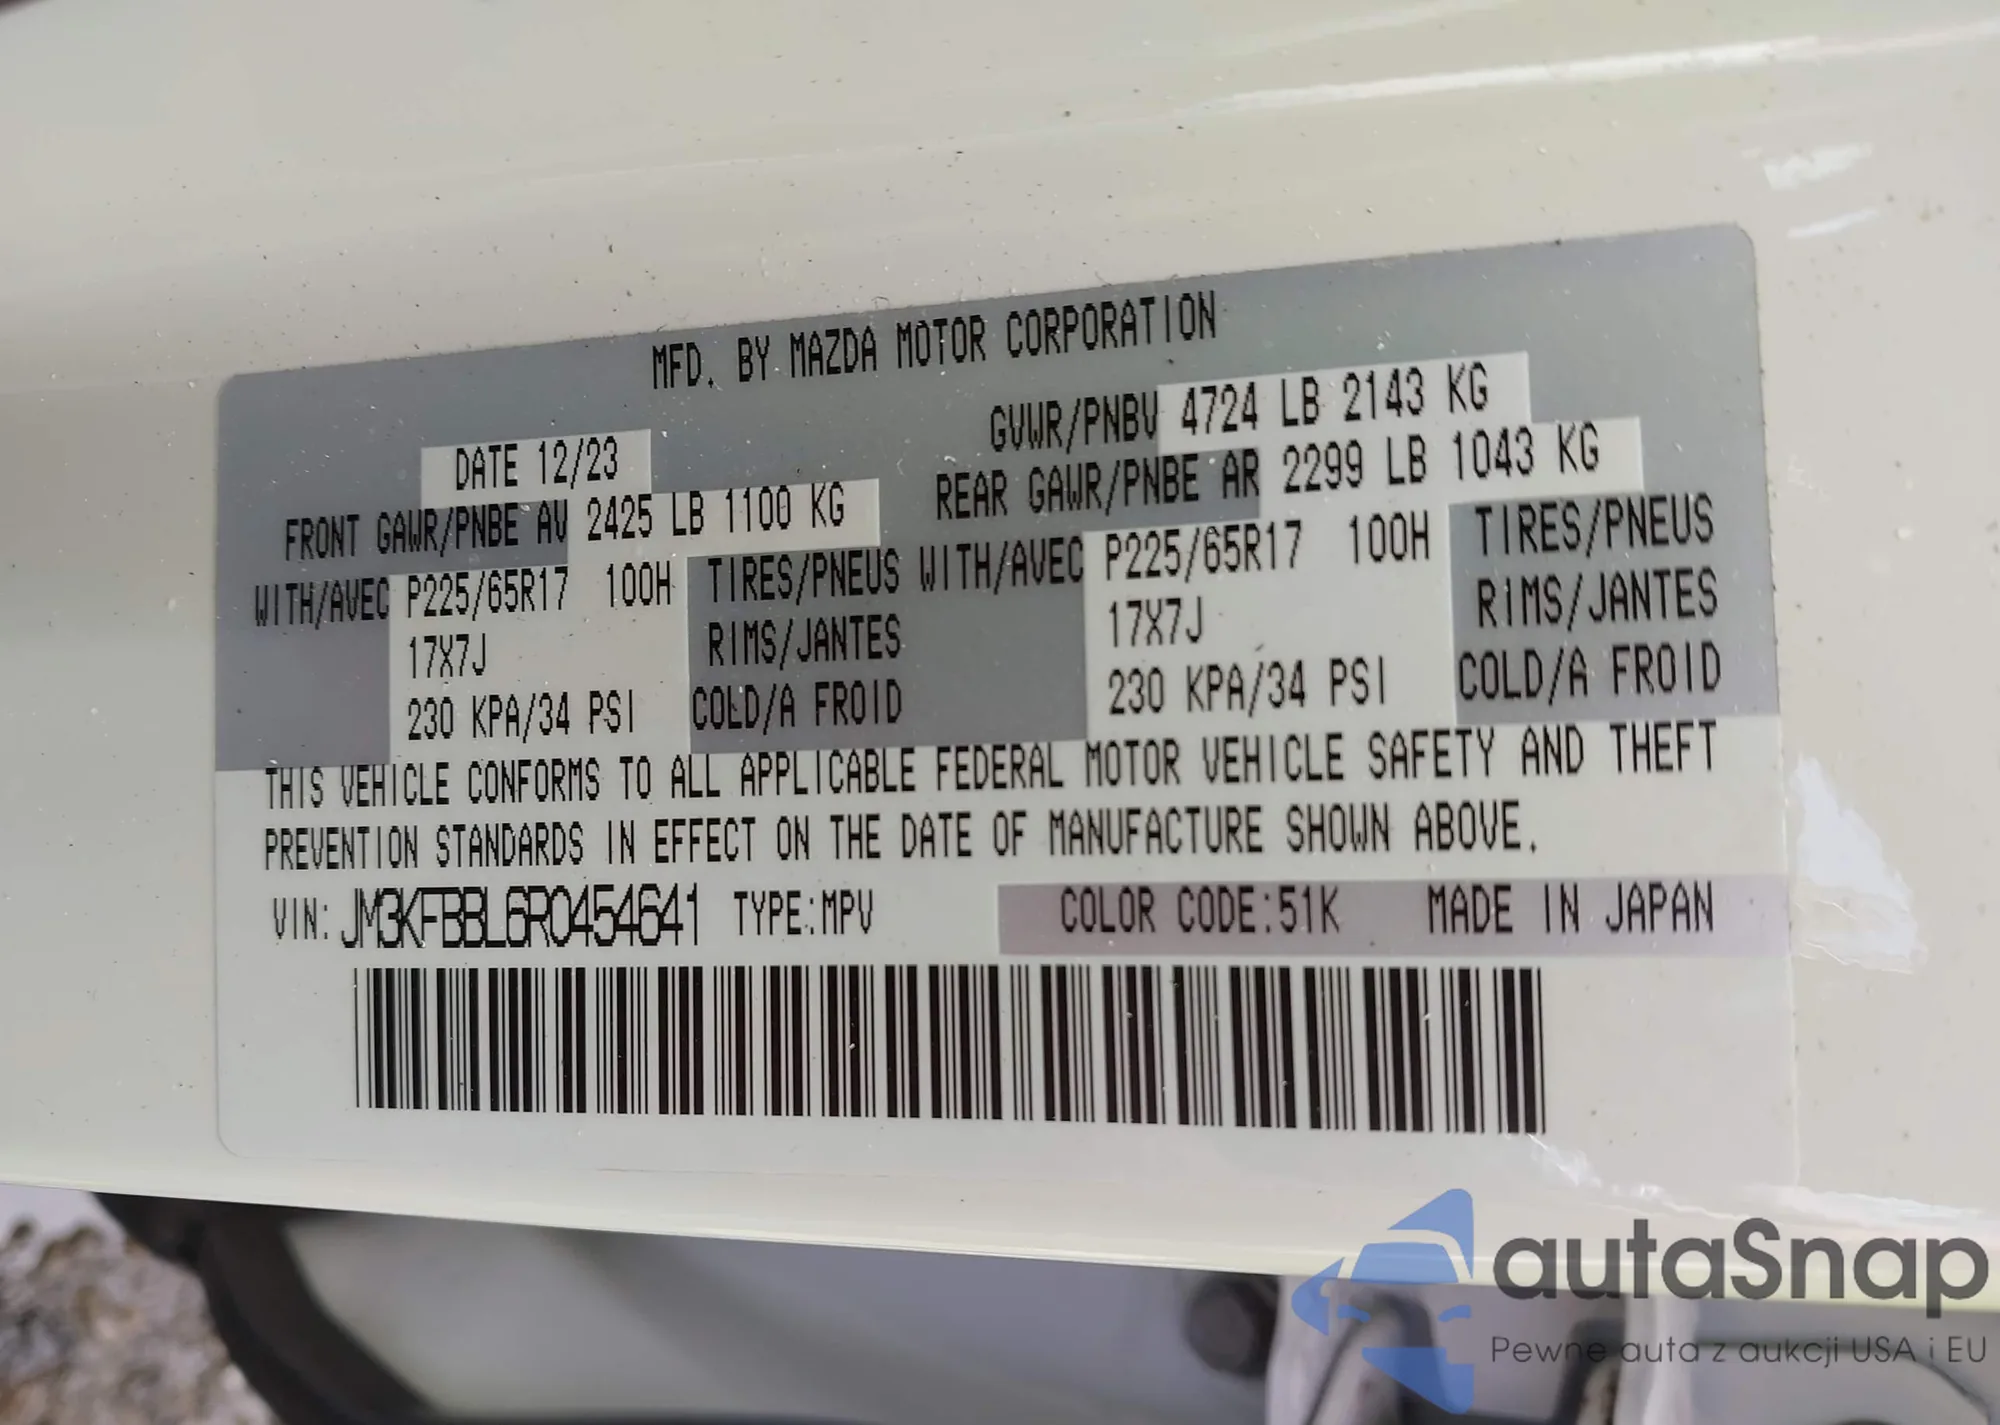 MFD. BY MAZDA MOTOR CORPORATION
DATE 12/23
GVWR/PNBV 4724 LB 2143 KG
FRONT GAWR/PNBE AV 2425 LB 1100 KG
REAR GAWR/PNBE AR 2299 LB 1043 KG
WITH/AVEC P225/65R17 100H TIRES/PNEUS WITH/AVEC P225/65R17 100H TIRES/PNEUS
17X7J RIMS/JANTES 17X7J RIMS/JANTES
230 KPA/34 PSI COLD/A FROID 230 KPA/34 PSI COLD/A FROID
THIS VEHICLE CONFORMS TO ALL APPLICABLE FEDERAL MOTOR VEHICLE SAFETY AND THEFT
PREVENTION STANDARDS IN EFFECT ON THE DATE OF MANUFACTURE SHOWN ABOVE.
VIN: JM3KFBBL6R0454641 TYPE:MPV COLOR CODE:51K MADE IN JAPAN
autaSnap
Pewne auta z aukcji USA i EU